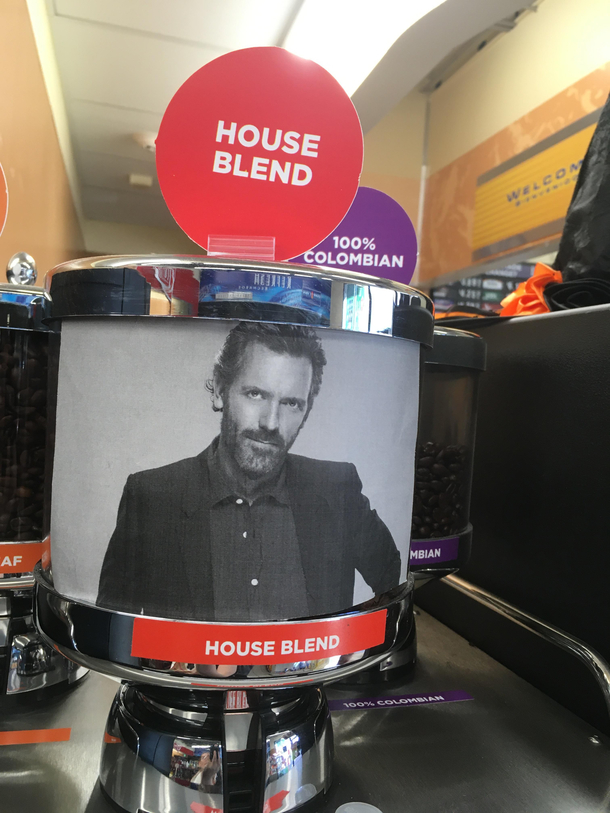 HOUSE
BLEND
100%
COLOMBIAN
WELCOM
AF
MBIAN
HOUSE BLEND
100% COLOMBIAN